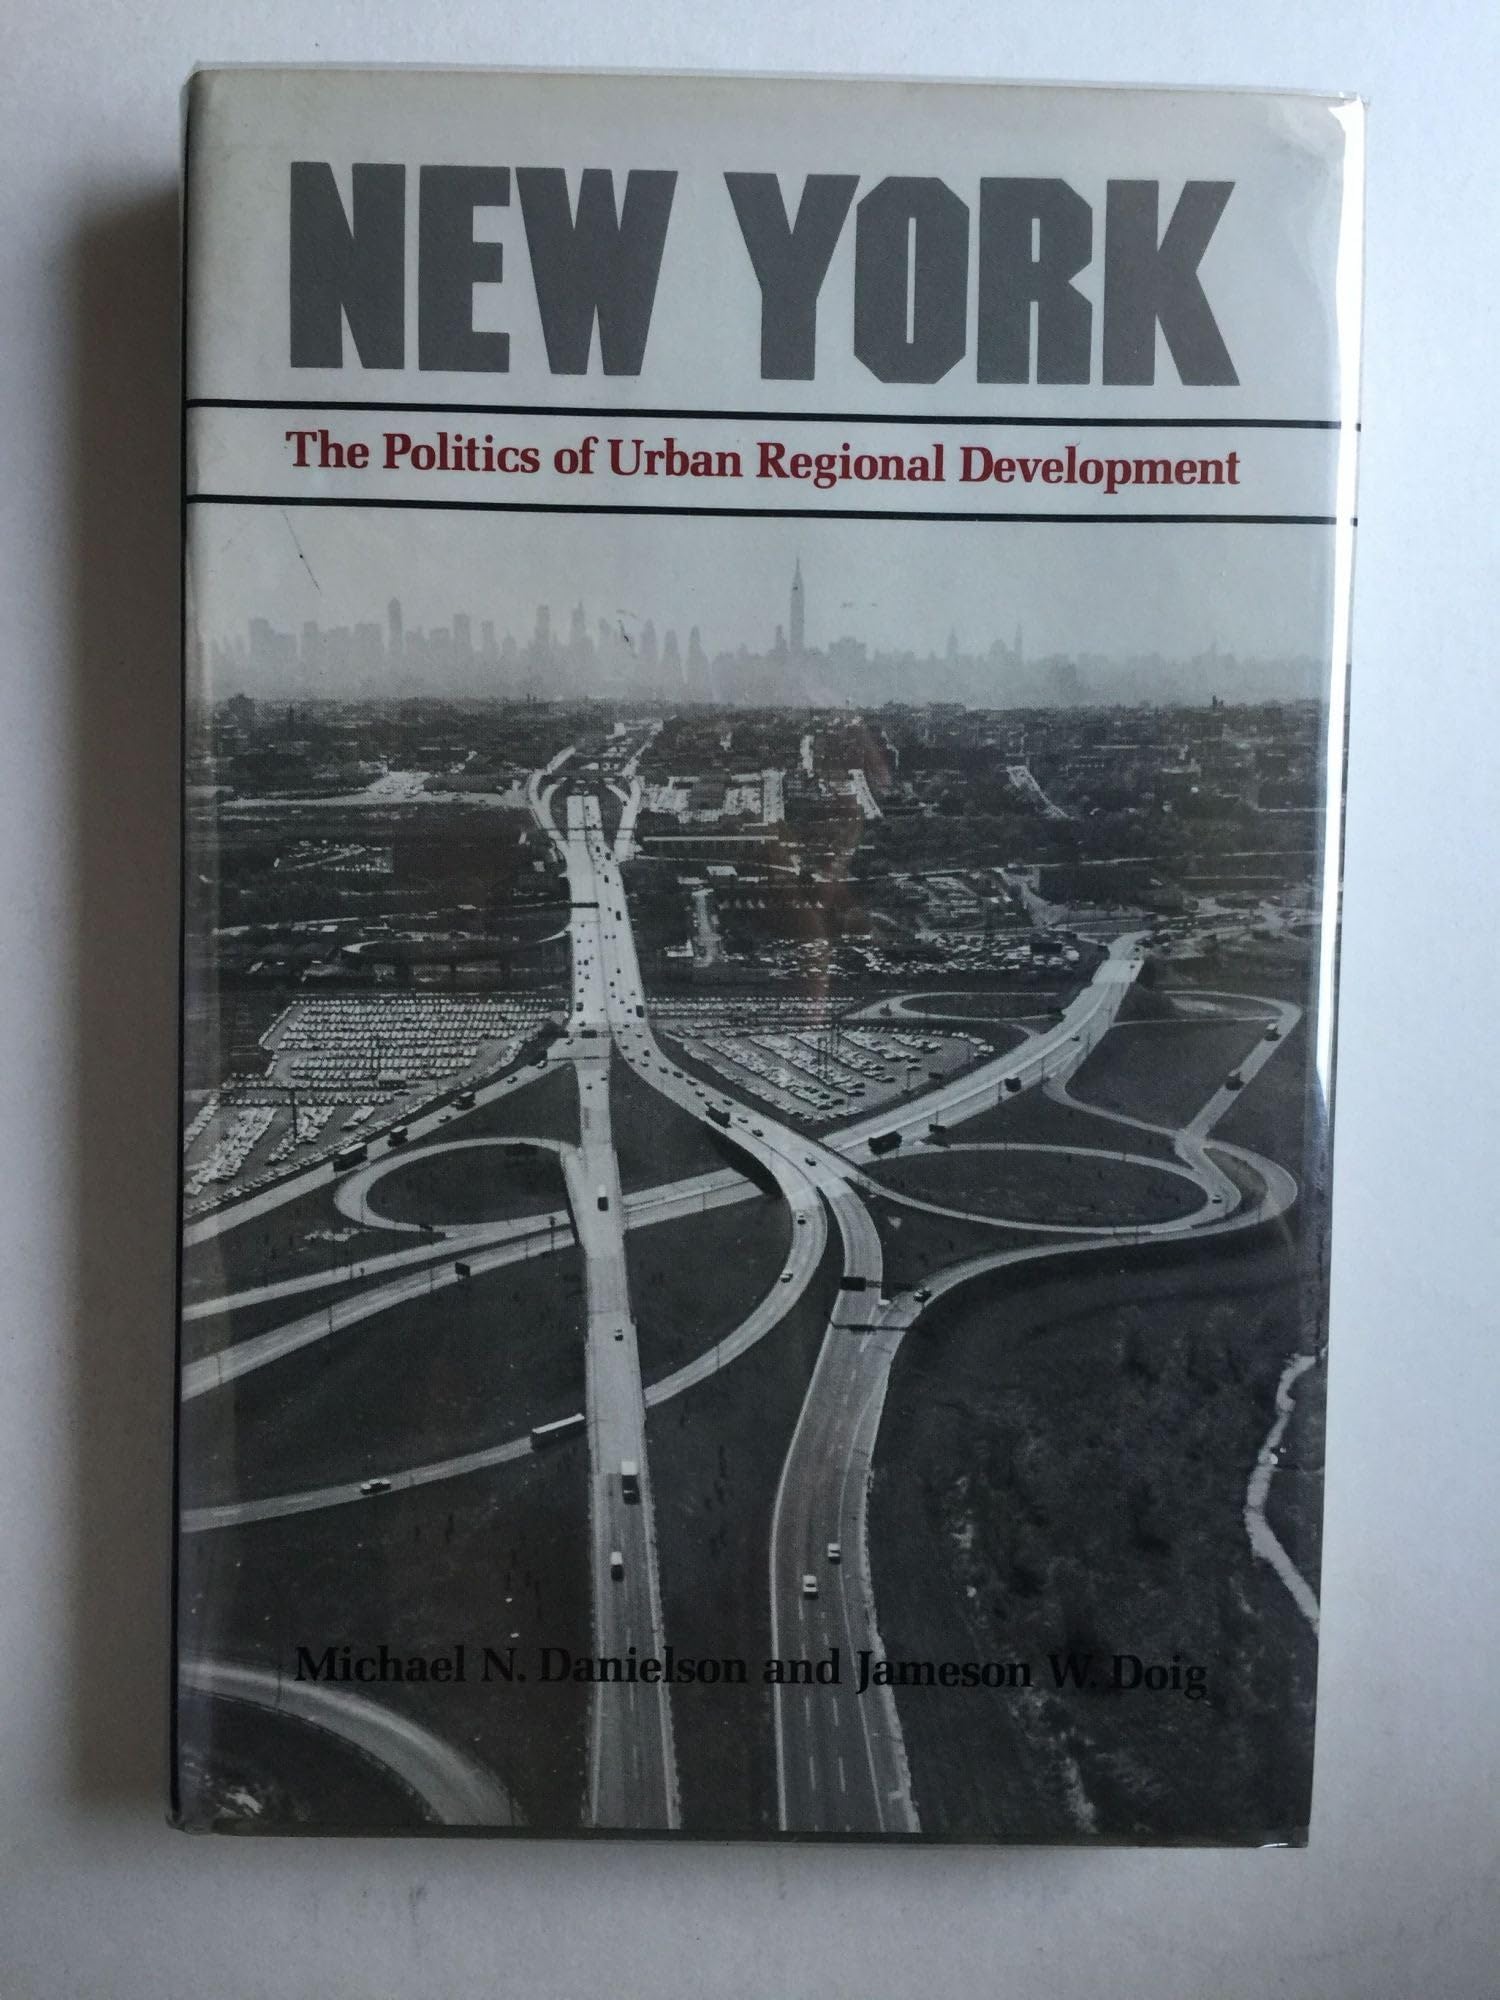 NEW YORK
The Politics of Urban Regional Development
Michael N. Danielson and Jameson W. Doig